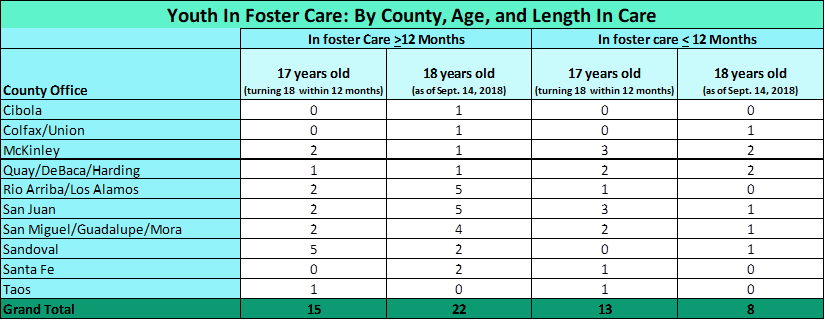 Youth In Foster Care: By County, Age, and Length In Care
In foster Care ≥12 Months In foster care ≤ 12 Months
County Office 17 years old 18 years old 17 years old 18 years old
(turning 18 within 12 months) (as of Sept. 14, 2018) (turning 18 within 12 months) (as of Sept. 14, 2018)
Cibola 0 1 0 0
Colfax/Union 0 1 0 1
McKinley 2 1 3 2
Quay/DeBaca/Harding 1 1 2 2
Rio Arriba/Los Alamos 2 5 1 0
San Juan 2 5 3 1
San Miguel/Guadalupe/Mora 2 4 2 1
Sandoval 5 2 0 1
Santa Fe 0 2 1 0
Taos 1 0 1 0
Grand Total 15 22 13 8